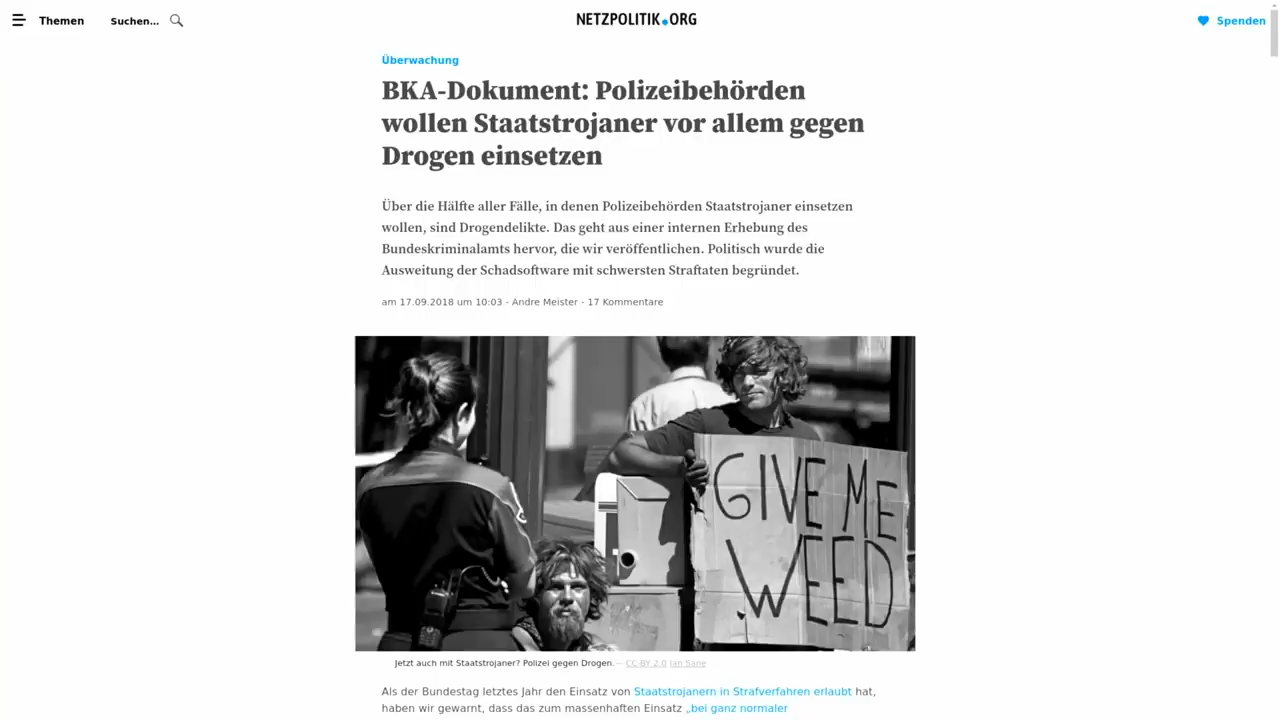 Themen
Suchen...
NETZPOLITIK.ORG
Spenden
Überwachung
BKA-Dokument: Polizeibehörden
wollen Staatstrojaner vor allem gegen
Drogen einsetzen
Über die Hälfte aller Fälle, in denen Polizeibehörden Staatstrojaner einsetzen
wollen, sind Drogendelikte. Das geht aus einer internen Erhebung des
Bundeskriminalamts hervor, die wir veröffentlichen. Politisch wurde die
Ausweitung der Schadsoftware mit schwersten Straftaten begründet.
am 17.09.2018 um 10:03 - Andre Meister - 17 Kommentare
GIVE ME
WEED
Jetzt auch mit Staatstrojaner? Polizei gegen Drogen. — CC-BY 2.0 Ian Sane
Als der Bundestag letztes Jahr den Einsatz von Staatstrojanern in Strafverfahren erlaubt hat,
haben wir gewarnt, dass das zum massenhaften Einsatz „bei ganz normaler